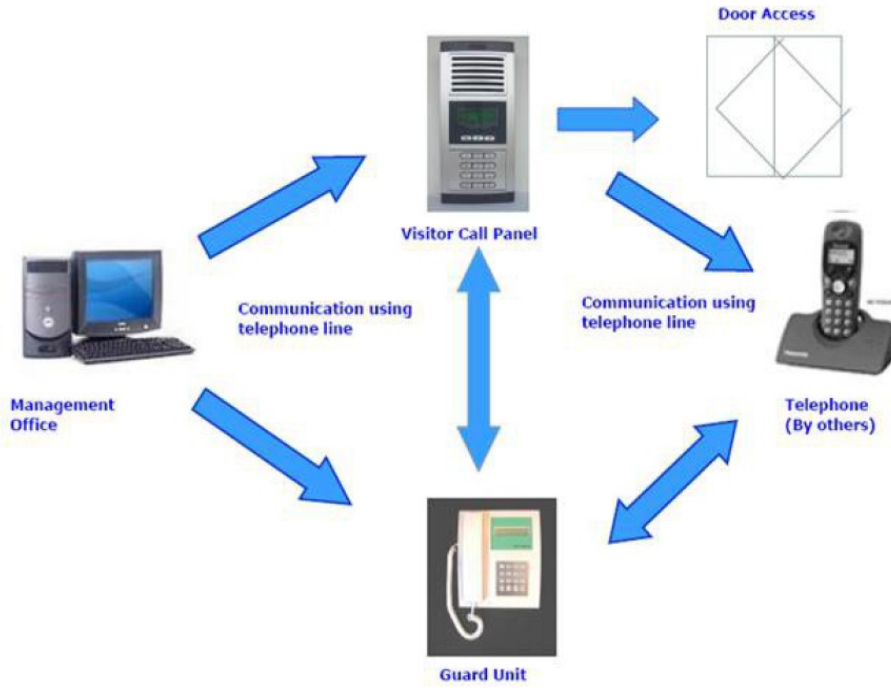 Door Access
Visitor Call Panel
Communication using
telephone line
Communication using
telephone line
Management
Office
Telephone
(By others)
Guard Unit